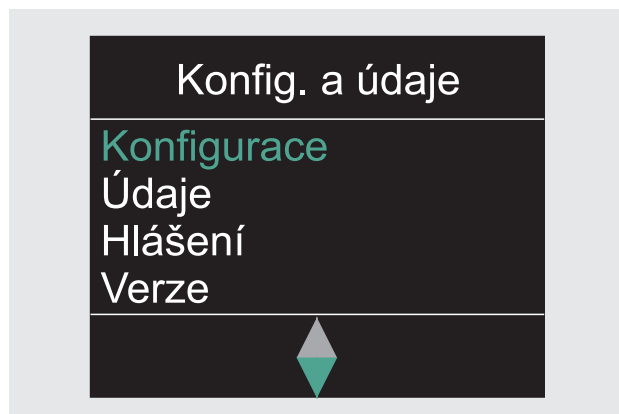 Konfig. a údaje
Konfigurace
Údaje
Hlášení
Verze